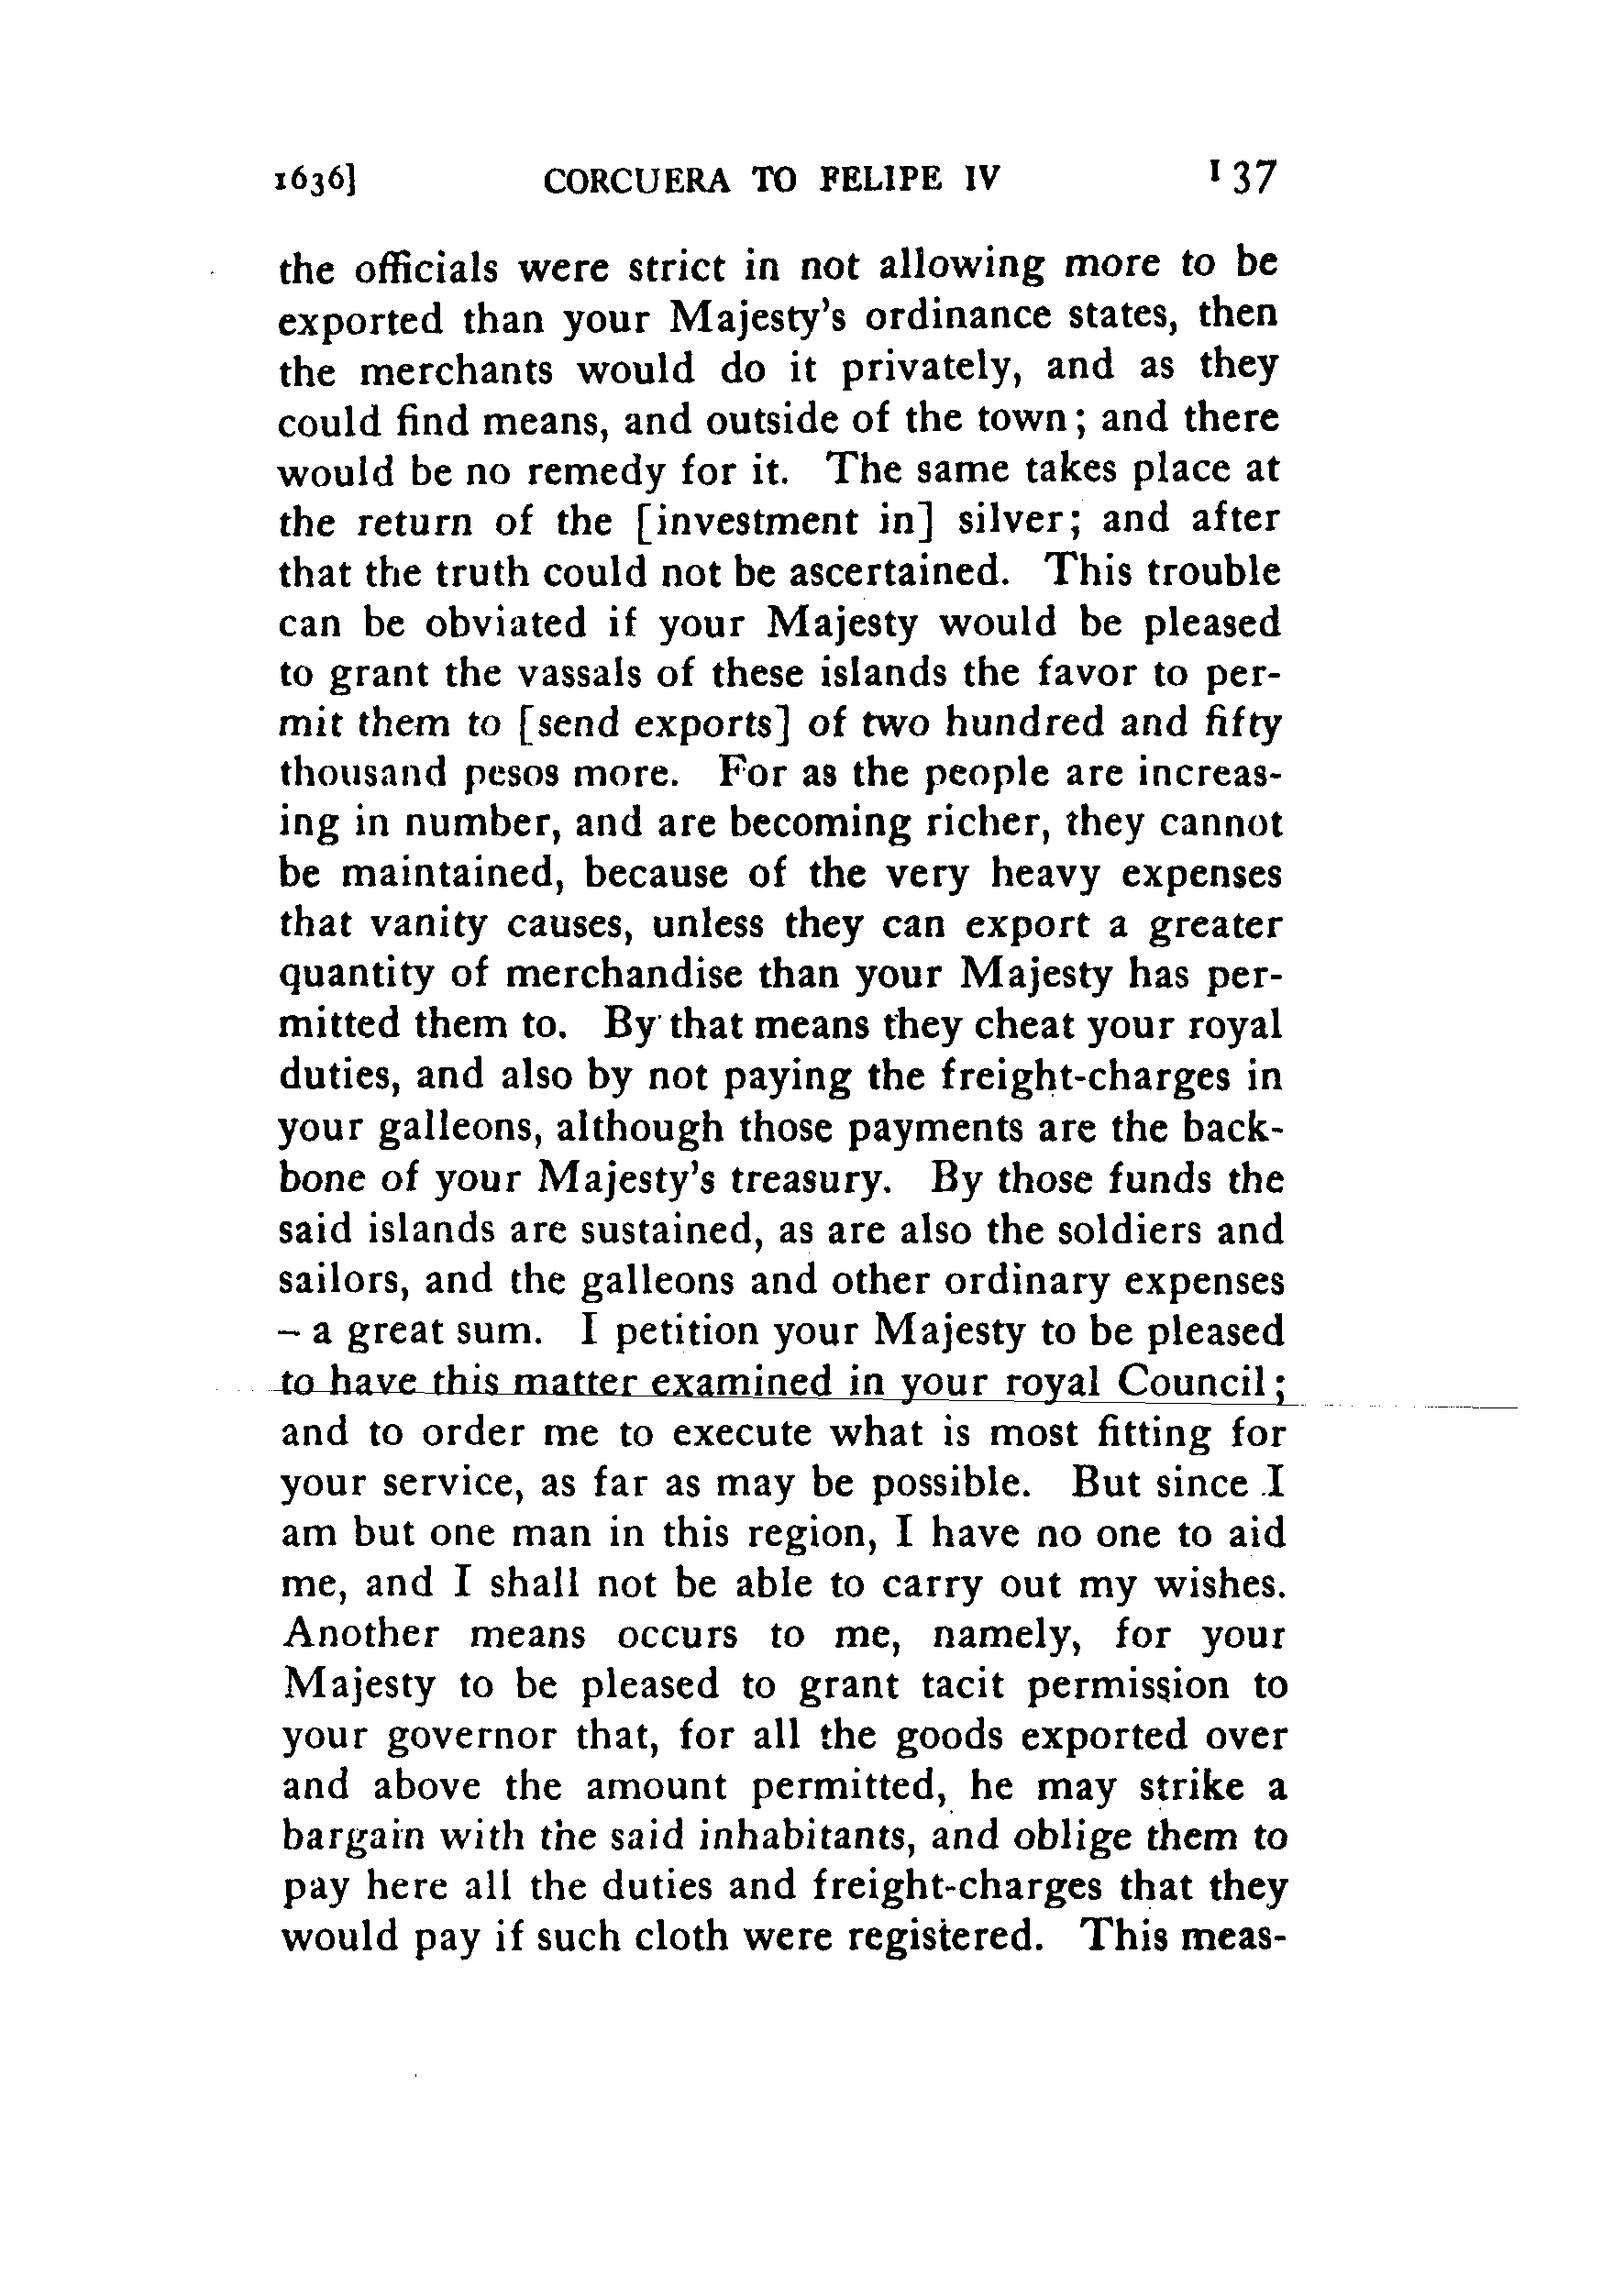 1636] CORCUERA TO FELIPE IV 137
the officials were strict in not allowing more to be
exported than your Majesty's ordinance states, then
the merchants would do it privately, and as they
could find means, and outside of the town; and there
would be no remedy for it. The same takes place at
the return of the [investment in] silver; and after
that the truth could not be ascertained. This trouble
can be obviated if your Majesty would be pleased
to grant the vassals of these islands the favor to per-
mit them to [send exports] of two hundred and fifty
thousand pesos more. For as the people are increas-
ing in number, and are becoming richer, they cannot
be maintained, because of the very heavy expenses
that vanity causes, unless they can export a greater
quantity of merchandise than your Majesty has per-
mitted them to. By that means they cheat your royal
duties, and also by not paying the freight-charges in
your galleons, although those payments are the back-
bone of your Majesty's treasury. By those funds the
said islands are sustained, as are also the soldiers and
sailors, and the galleons and other ordinary expenses
– a great sum. I petition your Majesty to be pleased
to have this matter examined in your royal Council;
and to order me to execute what is most fitting for
your service, as far as may be possible. But since I
am but one man in this region, I have no one to aid
me, and I shall not be able to carry out my wishes.
Another means occurs to me, namely, for your
Majesty to be pleased to grant tacit permission to
your governor that, for all the goods exported over
and above the amount permitted, he may strike a
bargain with the said inhabitants, and oblige them to
pay here all the duties and freight-charges that they
would pay if such cloth were registered. This meas-